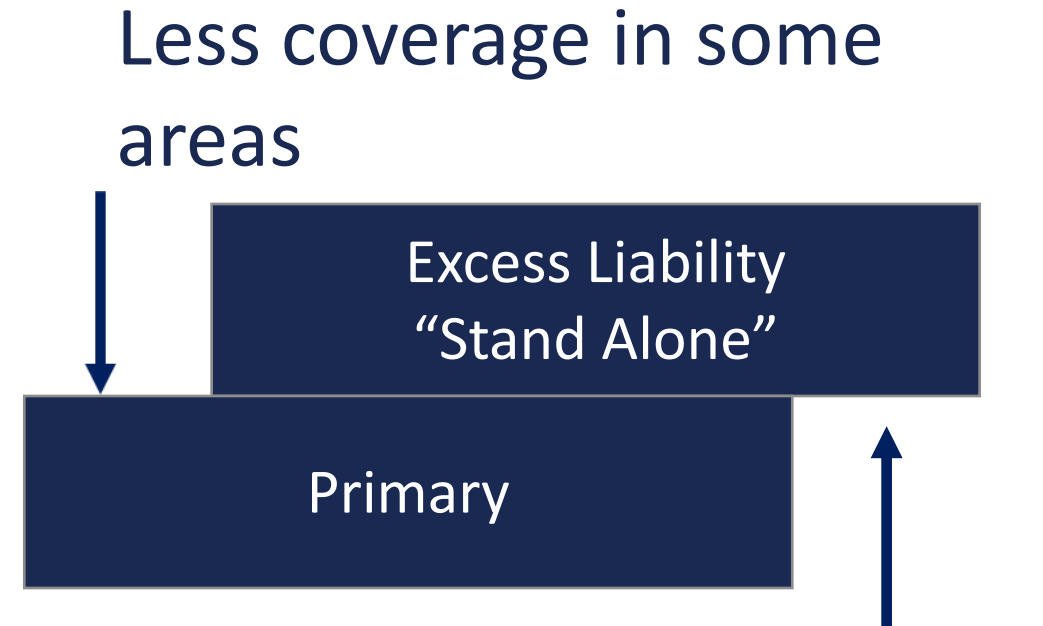 Less coverage in some
areas
Excess Liability
“Stand Alone”
Primary